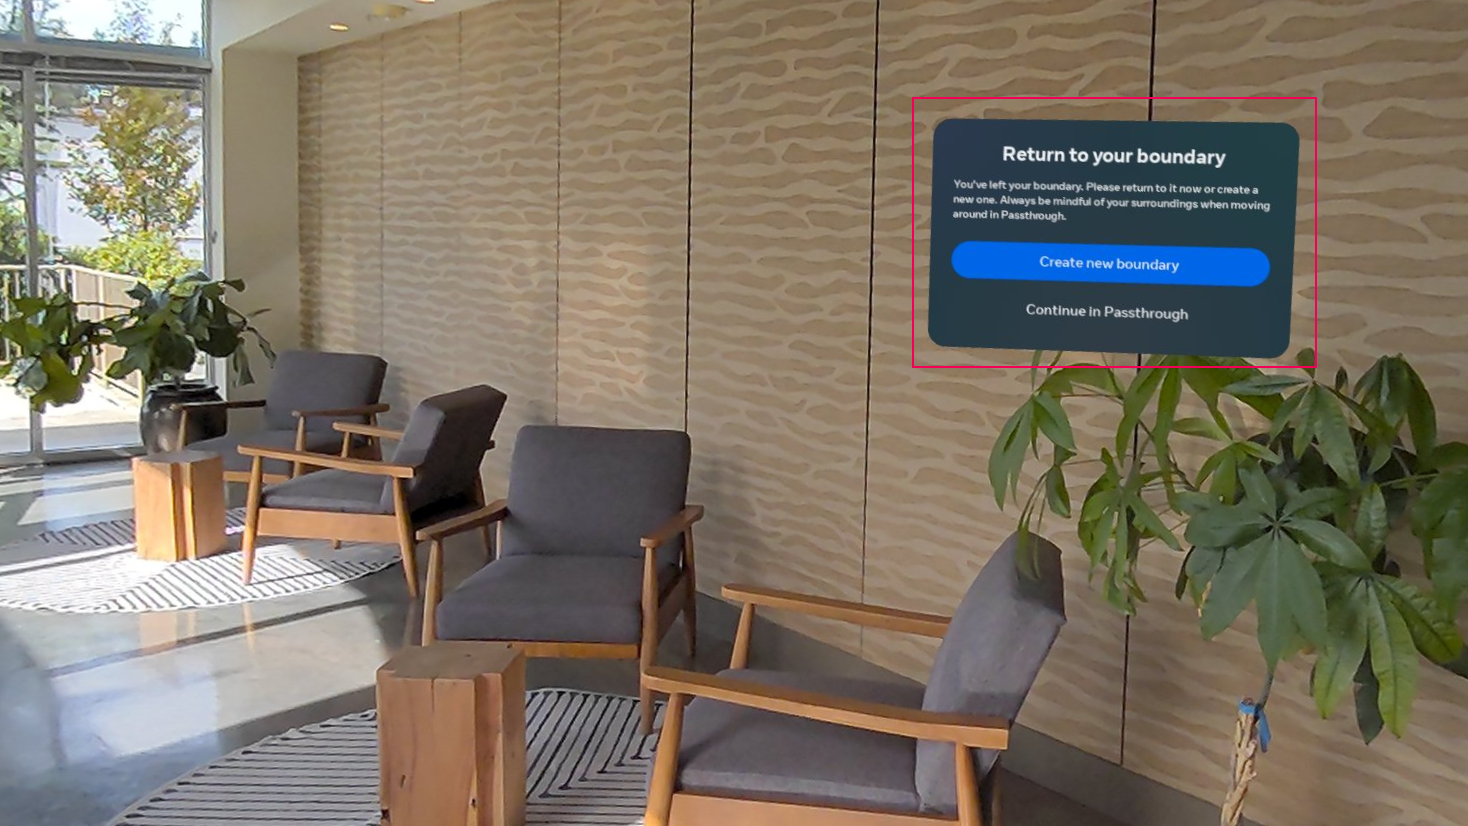 Return to your boundary
You've left your boundary. Please return to it now or create a
new one. Always be mindful of your surroundings when moving
around in Passthrough.
Create new boundary
Continue in Passthrough